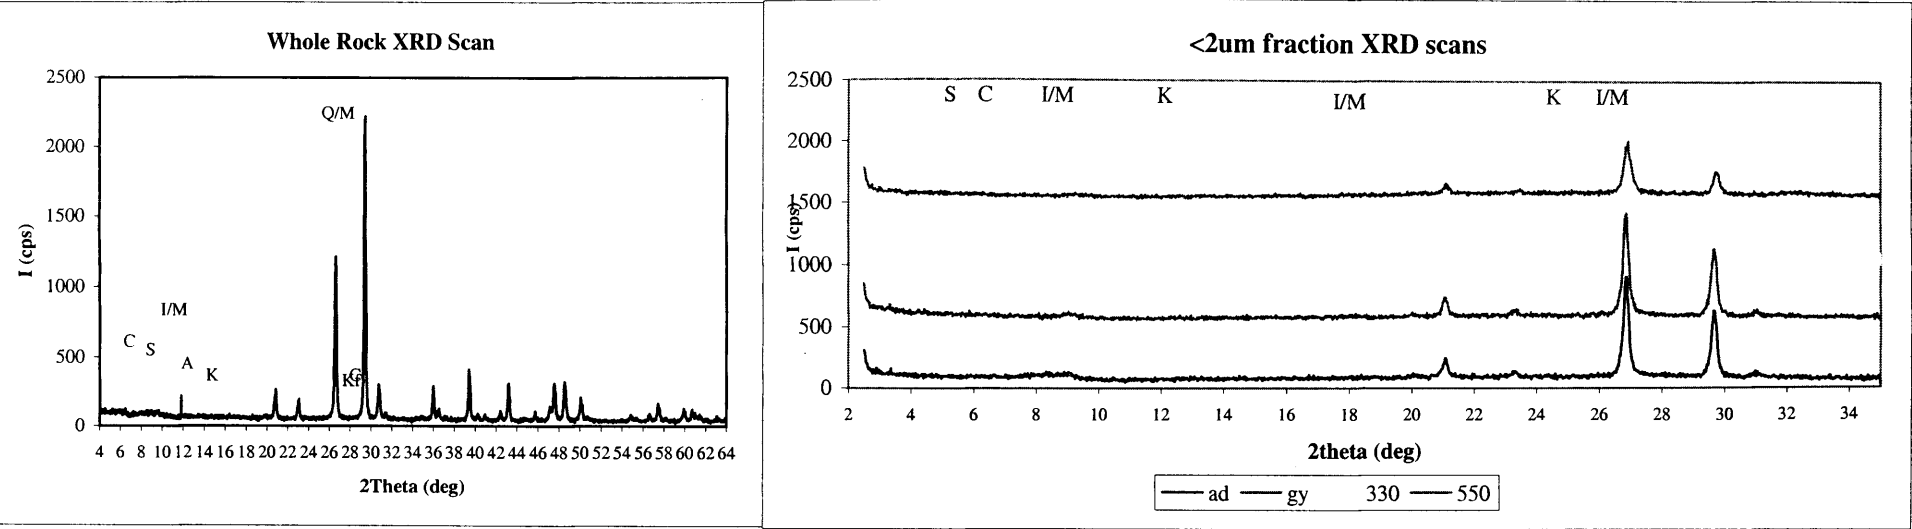 Whole Rock XRD Scan
2500
2000
1500
1000
500
0
I (cps)
Q/M
I/M
C
S
A
K
Kf
C
4 6 8 10 12 14 16 18 20 22 24 26 28 30 32 34 36 38 40 42 44 46 48 50 52 54 56 58 60 62 64
2Theta (deg)
<2um fraction XRD scans
2500
2000
1500
1000
500
0
I (cps)
S C I/M K I/M K I/M
2 4 6 8 10 12 14 16 18 20 22 24 26 28 30 32 34
2theta (deg)
ad gy 330 550